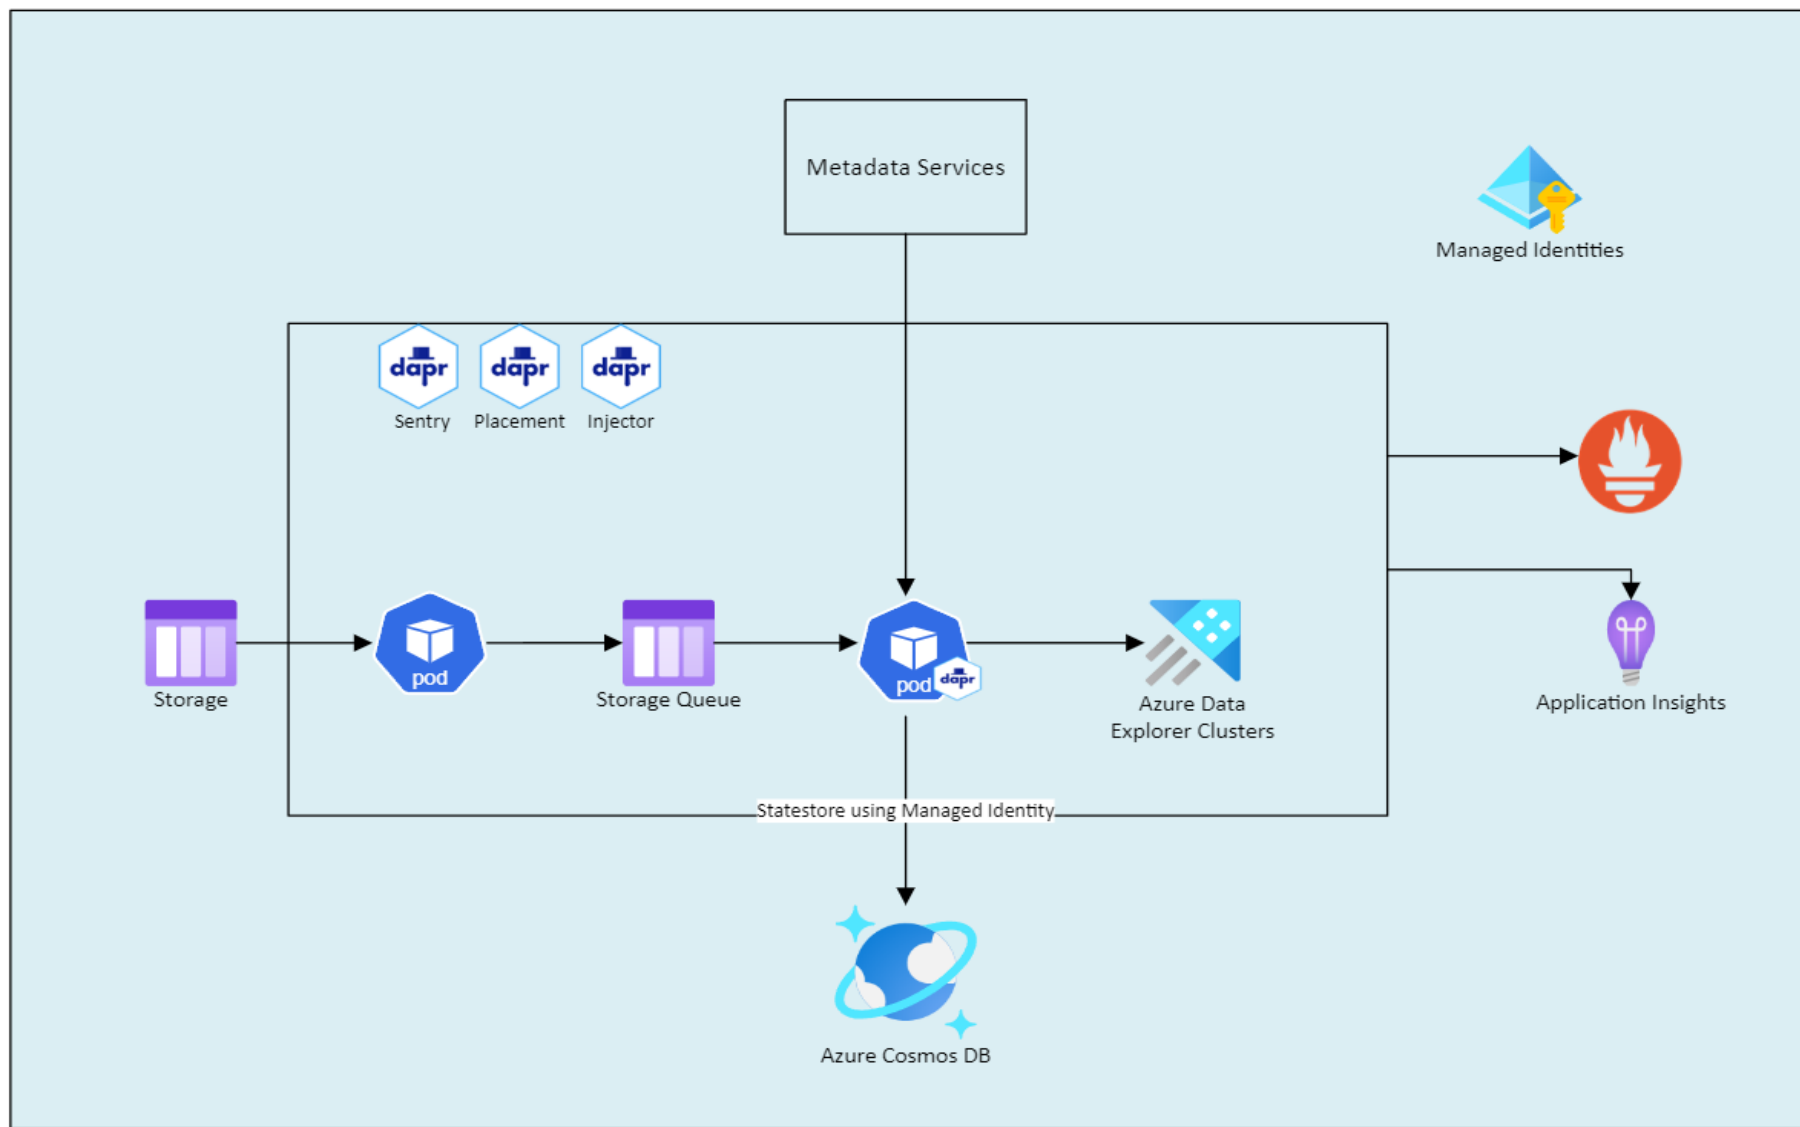 Metadata Services
Managed Identities
dapr
dapr
dapr
Sentry
Placement
Injector
pod
pod
dapr
Storage
Storage Queue
Azure Data
Explorer Clusters
Application Insights
Statestore using Managed Identity
Azure Cosmos DB